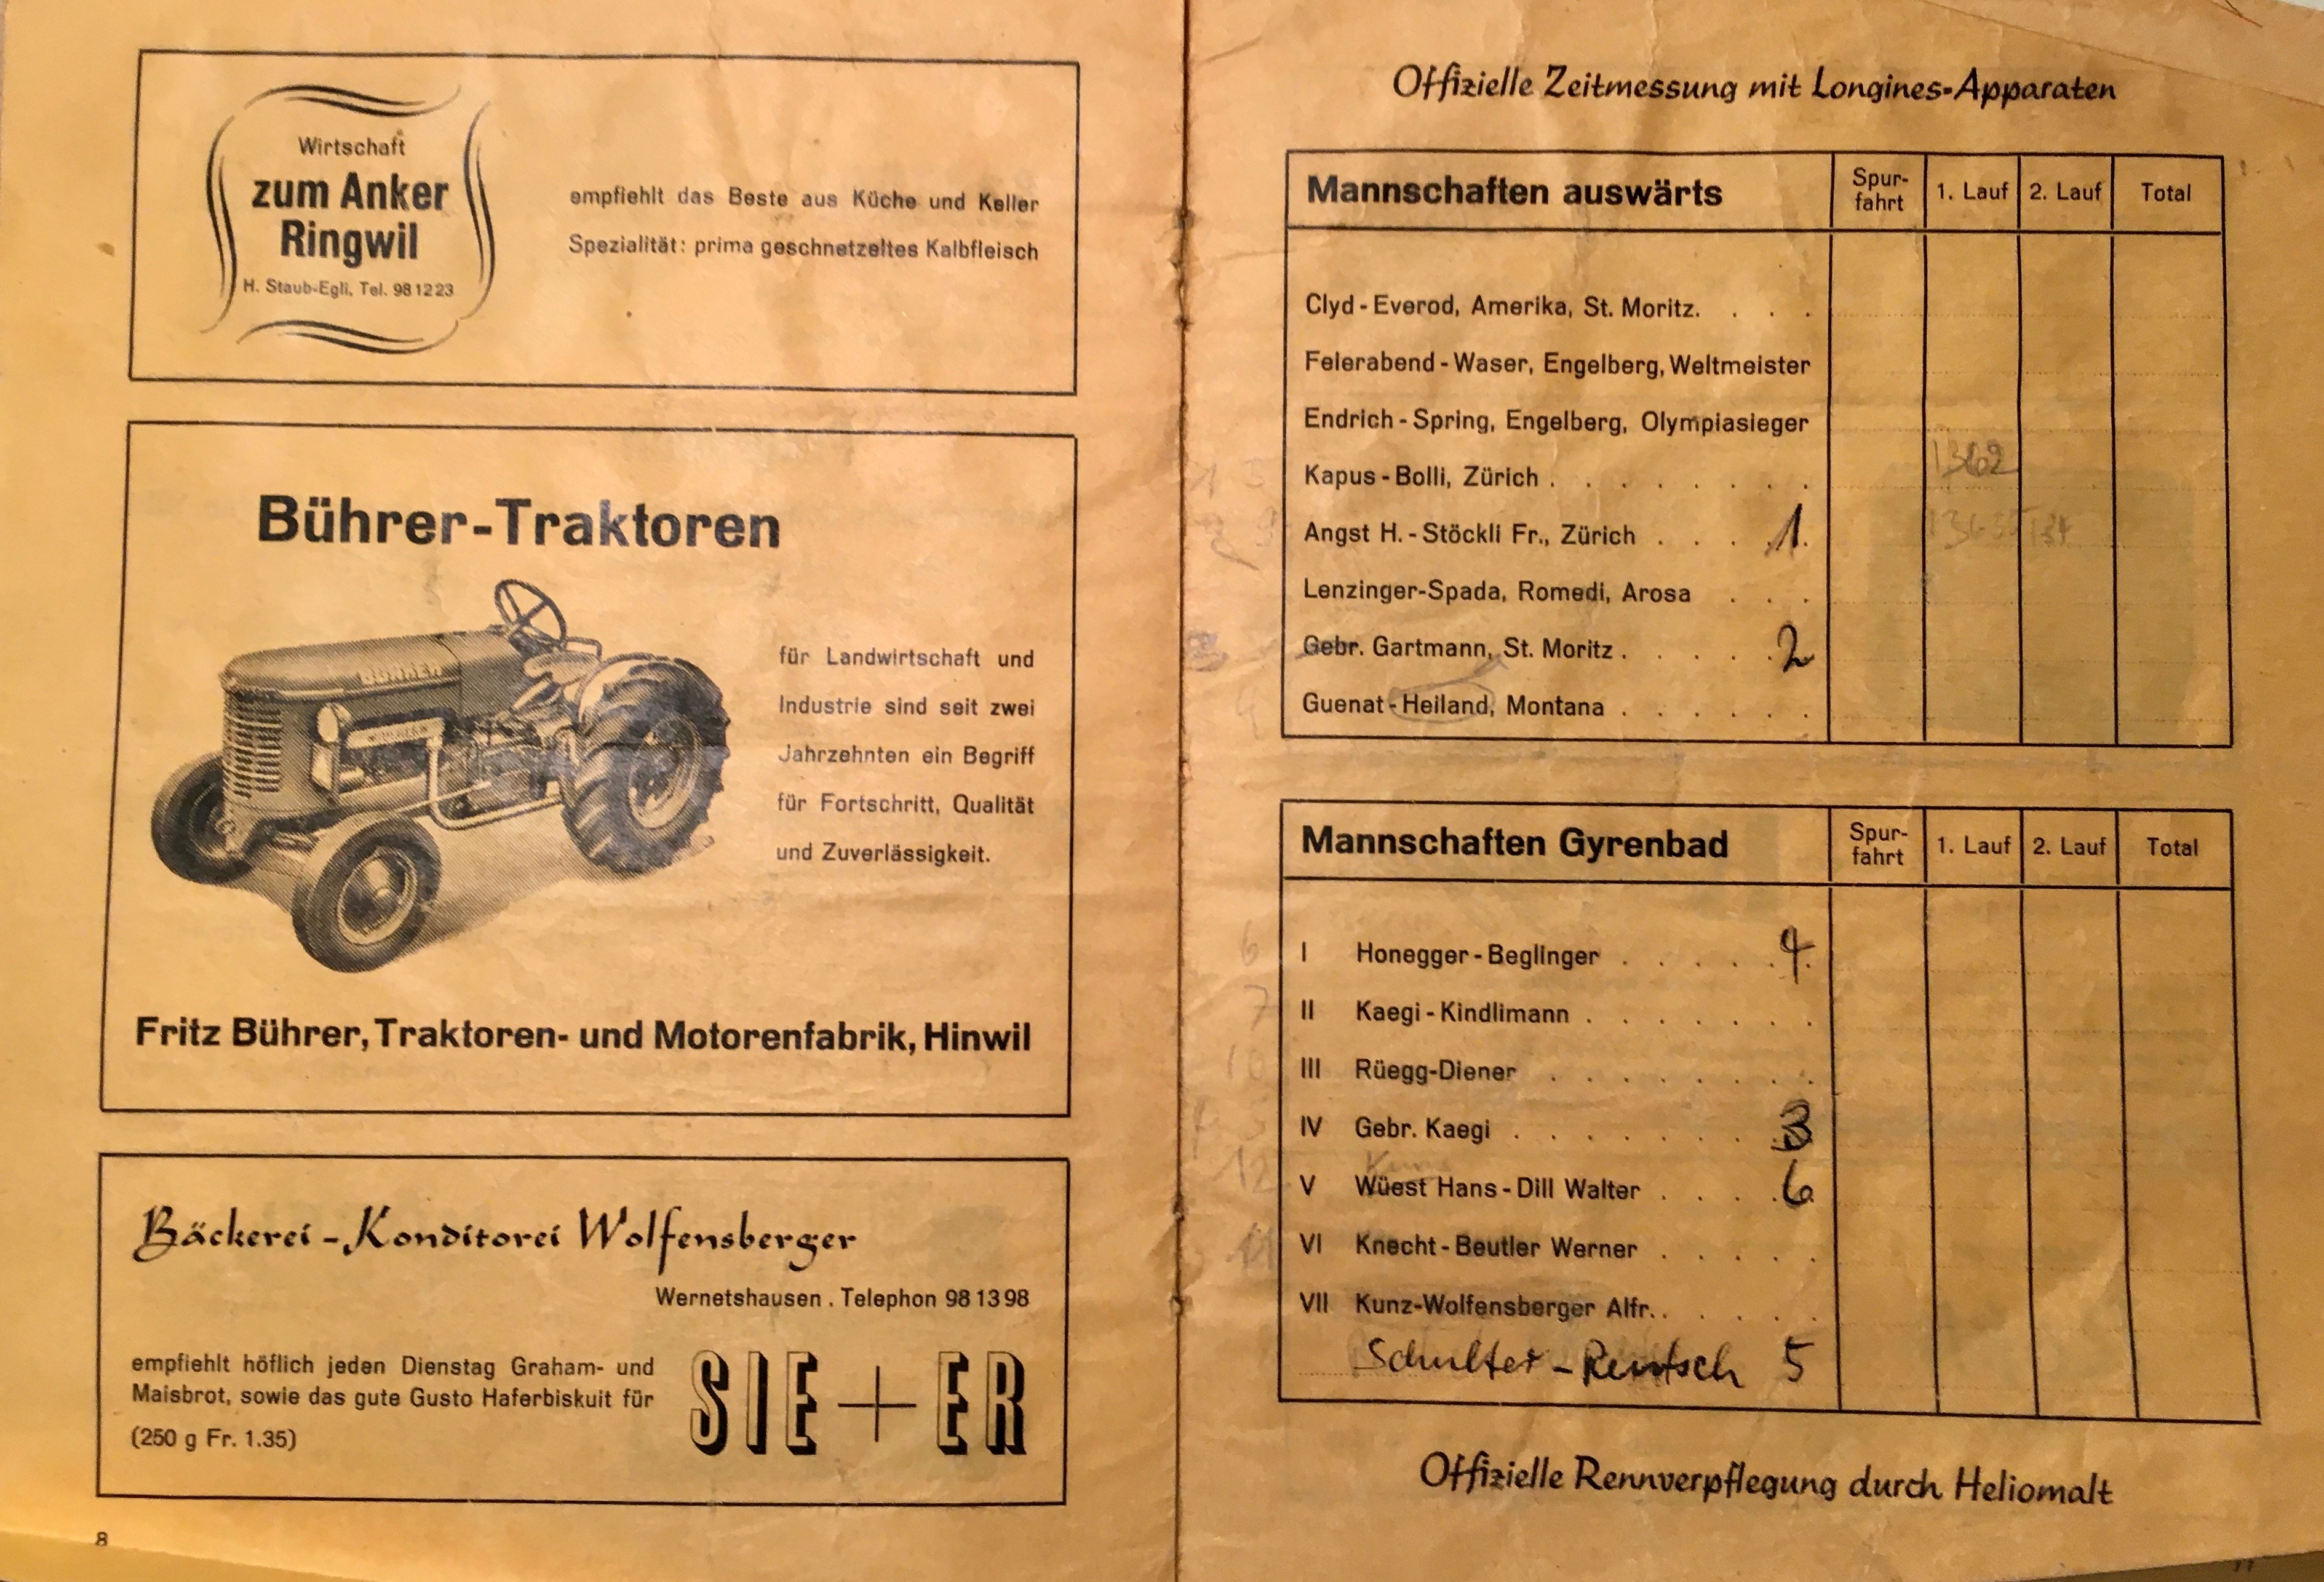 Wirtschaft
zum Anker
Ringwil
H. Staub-Egli, Tel. 98 12 23
empfiehlt das Beste aus Küche und Keller
Spezialität: prima geschnetzeltes Kalbfleisch
Bührer-Traktoren
BÜHRER
für Landwirtschaft und
Industrie sind seit zwei
Jahrzehnten ein Begriff
für Fortschritt, Qualität
und Zuverlässigkeit.
Fritz Bührer, Traktoren- und Motorenfabrik, Hinwil
Bäckerei-Konditorei Wolfensberger
Wernetshausen. Telephon 98 13 98
empfiehlt höflich jeden Dienstag Graham- und
Maisbrot, sowie das gute Gusto Haferbiskuit für
(250 g Fr. 1.35)
SIE + ER
8
Offizielle Zeitmessung mit Longines-Apparaten
Mannschaften auswärts Spur-fahrt 1. Lauf 2. Lauf Total
Clyd-Everod, Amerika, St. Moritz. . . .
Feierabend-Waser, Engelberg, Weltmeister
Endrich-Spring, Engelberg, Olympiasieger
Kapus-Bolli, Zürich . . . . . . . .
Angst H.-Stöckli Fr., Zürich . . . 1.
Lenzinger-Spada, Romedi, Arosa . . .
Gebr. Gartmann, St. Moritz . . . . . 2
Guenat-Heiland, Montana . . . . . .
Mannschaften Gyrenbad Spur-fahrt 1. Lauf 2. Lauf Total
6 I Honegger-Beglinger . . . . . 4
7 II Kaegi-Kindlimann . . . . . . .
10 III Rüegg-Diener . . . . . . . .
IV Gebr. Kaegi . . . . . . . 3
12 V Wüest Hans-Dill Walter . . . . 6
VI Knecht-Beutler Werner . . . . .
VII Kunz-Wolfensberger Alfr. . . . . .
Schulter-Rentsch 5
Offizielle Rennverpflegung durch Heliomalt